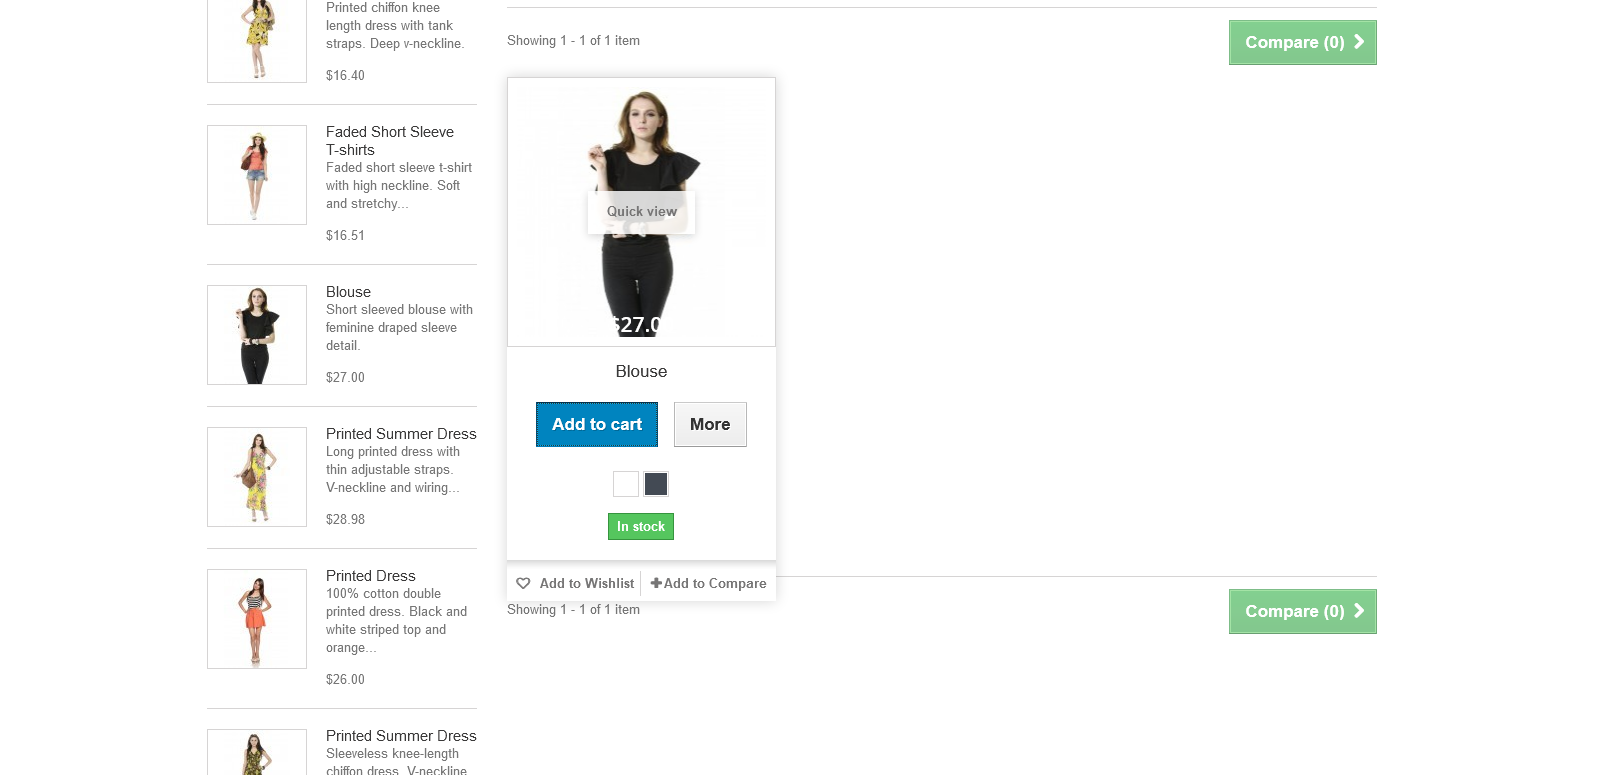 Printed chiffon knee
length dress with tank
straps. Deep v-neckline.
$16.40
Faded Short Sleeve
T-shirts
Faded short sleeve t-shirt
with high neckline. Soft
and stretchy...
$16.51
Blouse
Short sleeved blouse with
feminine draped sleeve
detail.
$27.00
Printed Summer Dress
Long printed dress with
thin adjustable straps.
V-neckline and wiring...
$28.98
Printed Dress
100% cotton double
printed dress. Black and
white striped top and
orange...
$26.00
Printed Summer Dress
Sleeveless knee-length
chiffon dress. V-neckline
Showing 1 - 1 of 1 item
Compare (0)
Quick view
$27.0
Blouse
Add to cart
More
In stock
Add to Wishlist
Add to Compare
Showing 1 - 1 of 1 item
Compare (0)